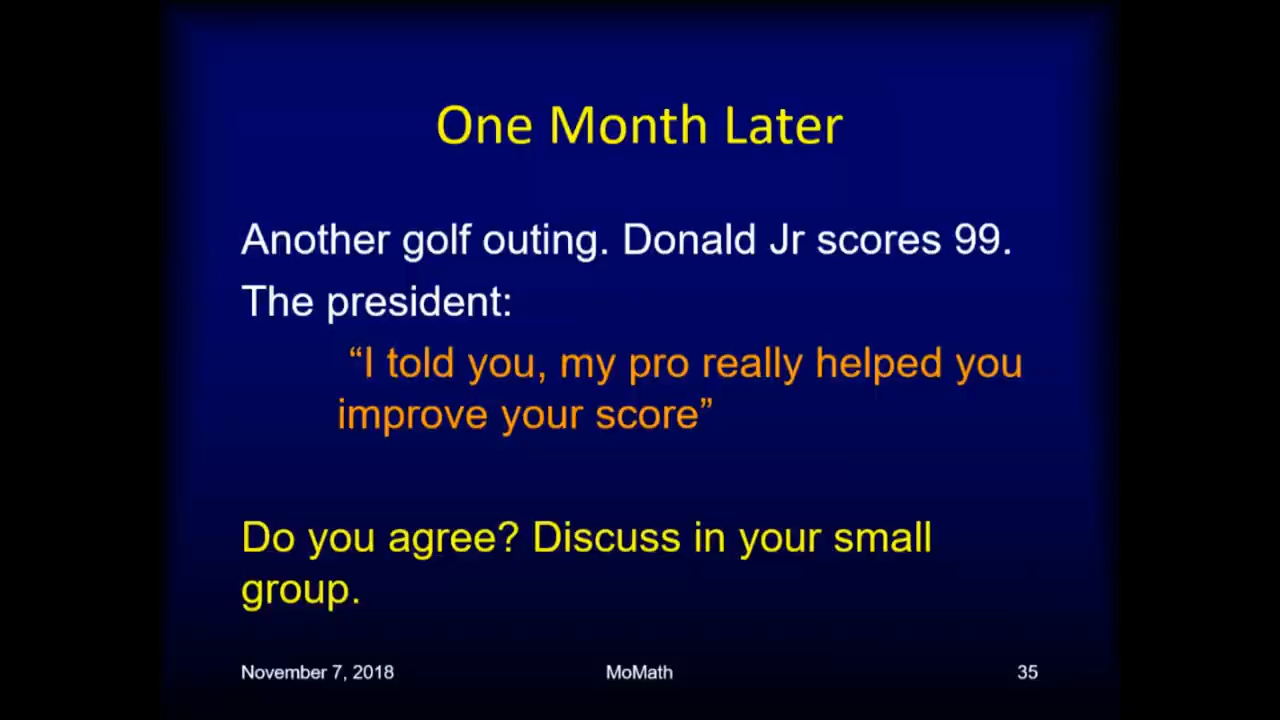 One Month Later
Another golf outing. Donald Jr scores 99.
The president:
“I told you, my pro really helped you
improve your score”
Do you agree? Discuss in your small
group.
November 7, 2018
MoMath
35